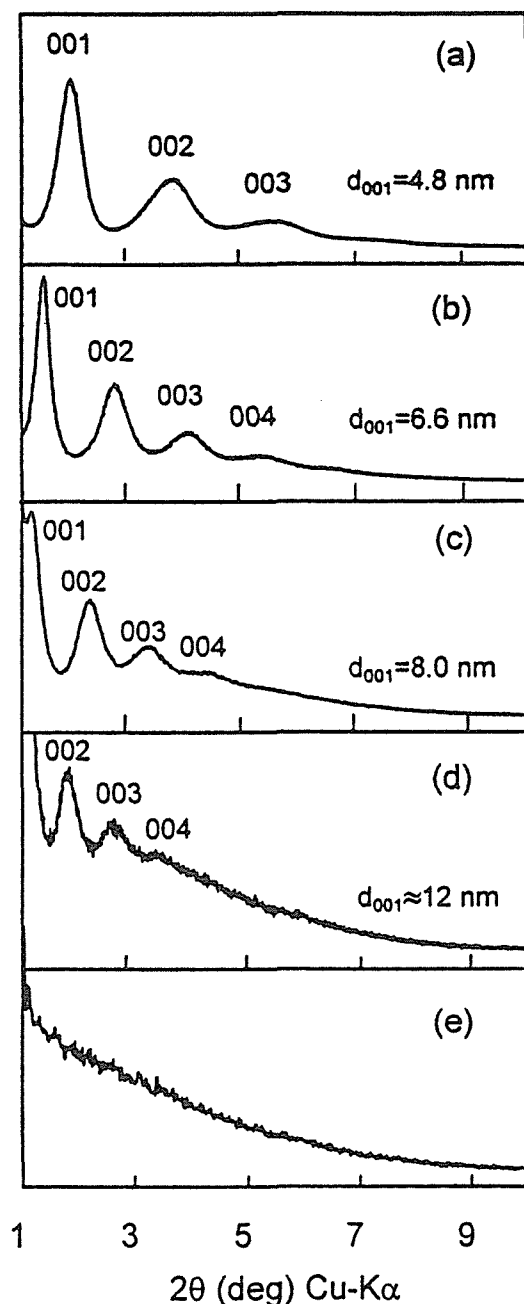 001
(a)
002
003
d001=4.8 nm
(b)
001
002
003
004
d001=6.6 nm
(c)
001
002
003
004
d001=8.0 nm
002
(d)
003
004
d001≈12 nm
(e)
1 3 5 7 9
2θ (deg) Cu-Kα